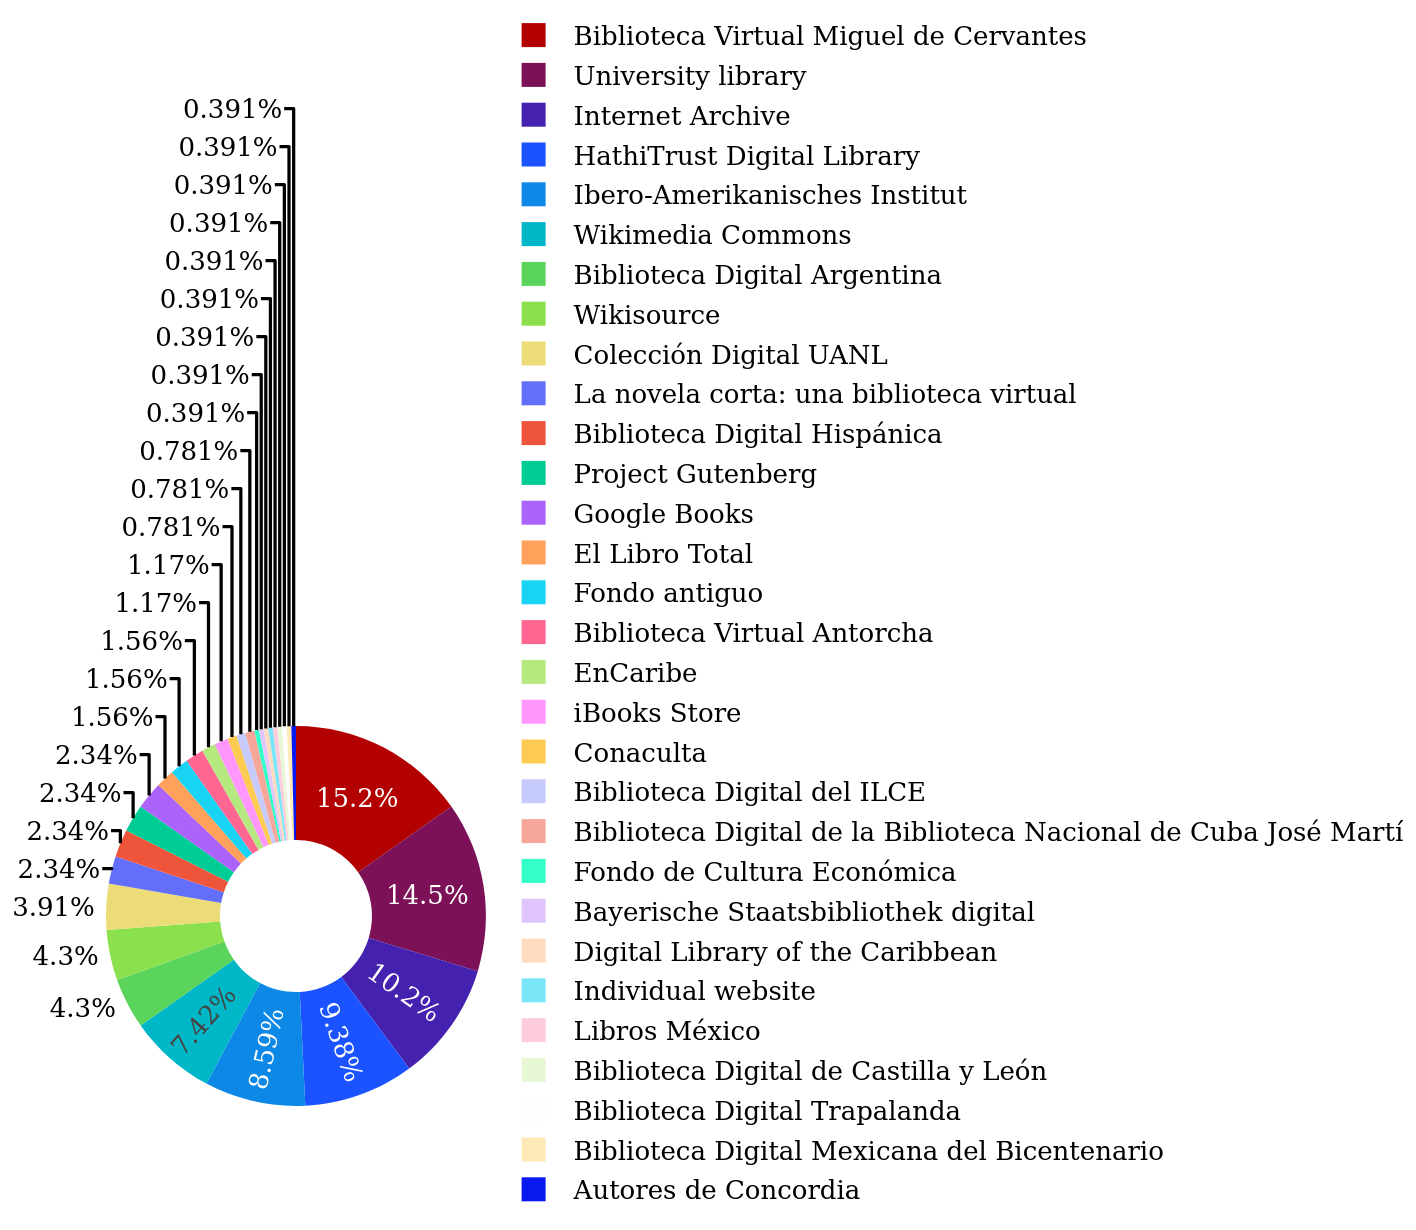 0.391%
0.391%
0.391%
0.391%
0.391%
0.391%
0.391%
0.391%
0.391%
0.781%
0.781%
0.781%
1.17%
1.17%
1.56%
1.56%
1.56%
2.34%
2.34%
2.34%
2.34%
3.91%
4.3%
4.3%
15.2%
14.5%
10.2%
9.38%
8.59%
7.42%
Biblioteca Virtual Miguel de Cervantes
University library
Internet Archive
HathiTrust Digital Library
Ibero-Amerikanisches Institut
Wikimedia Commons
Biblioteca Digital Argentina
Wikisource
Colección Digital UANL
La novela corta: una biblioteca virtual
Biblioteca Digital Hispánica
Project Gutenberg
Google Books
El Libro Total
Fondo antiguo
Biblioteca Virtual Antorcha
EnCaribe
iBooks Store
Conaculta
Biblioteca Digital del ILCE
Biblioteca Digital de la Biblioteca Nacional de Cuba José Martí
Fondo de Cultura Económica
Bayerische Staatsbibliothek digital
Digital Library of the Caribbean
Individual website
Libros México
Biblioteca Digital de Castilla y León
Biblioteca Digital Trapalanda
Biblioteca Digital Mexicana del Bicentenario
Autores de Concordia